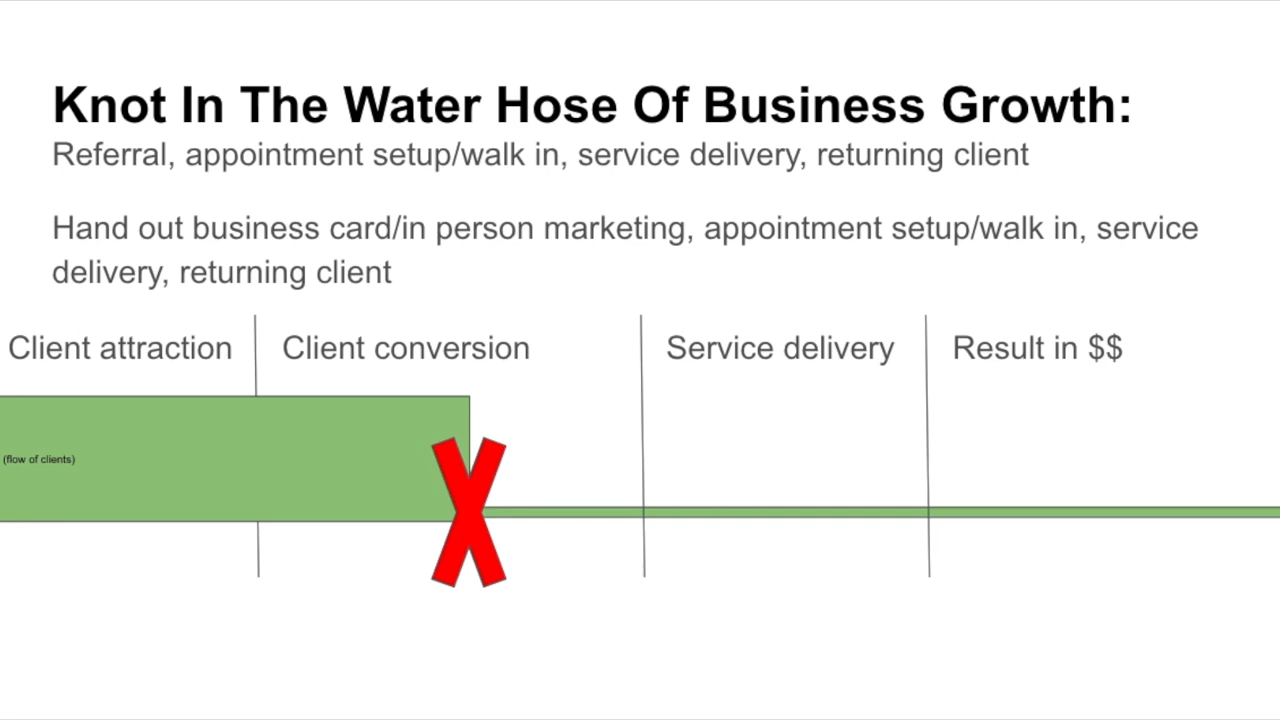 Knot In The Water Hose Of Business Growth:
Referral, appointment setup/walk in, service delivery, returning client
Hand out business card/in person marketing, appointment setup/walk in, service
delivery, returning client
Client attraction
Client conversion
Service delivery
Result in $$
(flow of clients)